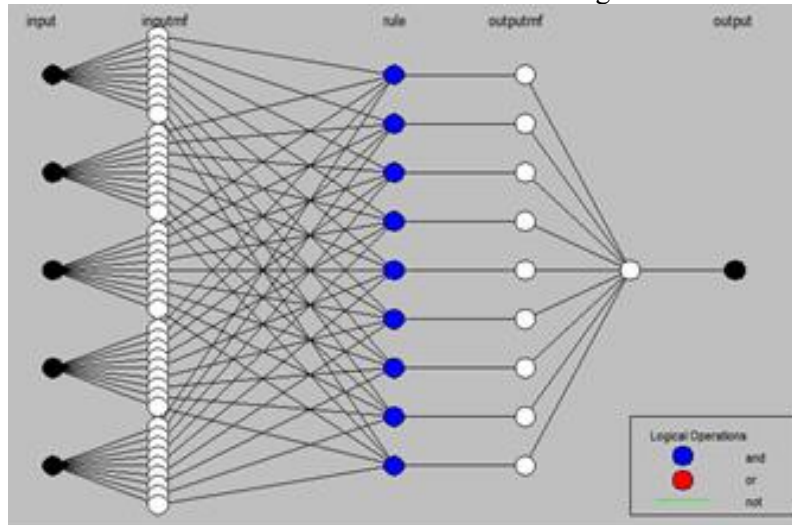 input inputmf rule outputmf output
Logical Operations
and
or
not